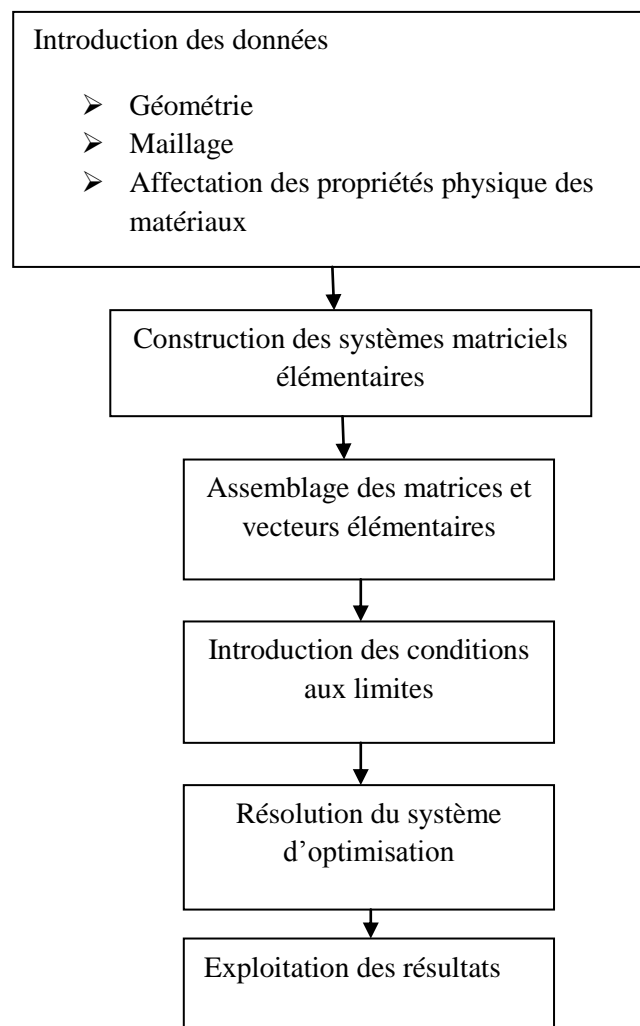 Introduction des données
➢ Géométrie
➢ Maillage
➢ Affectation des propriétés physique des
matériaux
Construction des systèmes matriciels
élémentaires
Assemblage des matrices et
vecteurs élémentaires
Introduction des conditions
aux limites
Résolution du système
d’optimisation
Exploitation des résultats